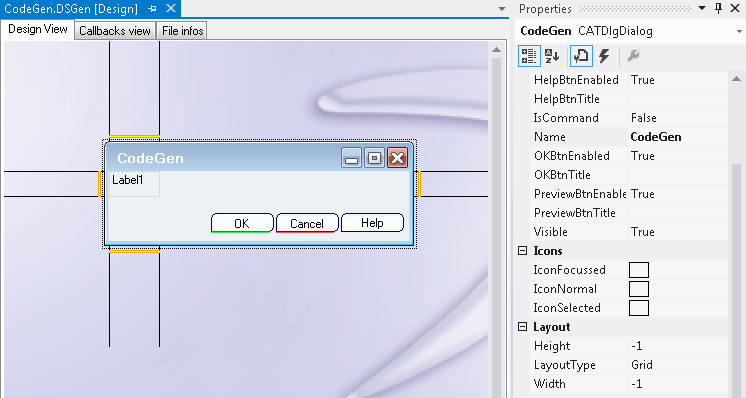 CodeGen.DSGen [Design]
Design View Callbacks view File infos
CodeGen
Label1
OK Cancel Help
Properties
CodeGen CATDlgDialog
HelpBtnEnabled True
HelpBtnTitle
IsCommand False
Name CodeGen
OKBtnEnabled True
OKBtnTitle
PreviewBtnEnable True
PreviewBtnTitle
Visible True
Icons
IconFocussed
IconNormal
IconSelected
Layout
Height -1
LayoutType Grid
Width -1